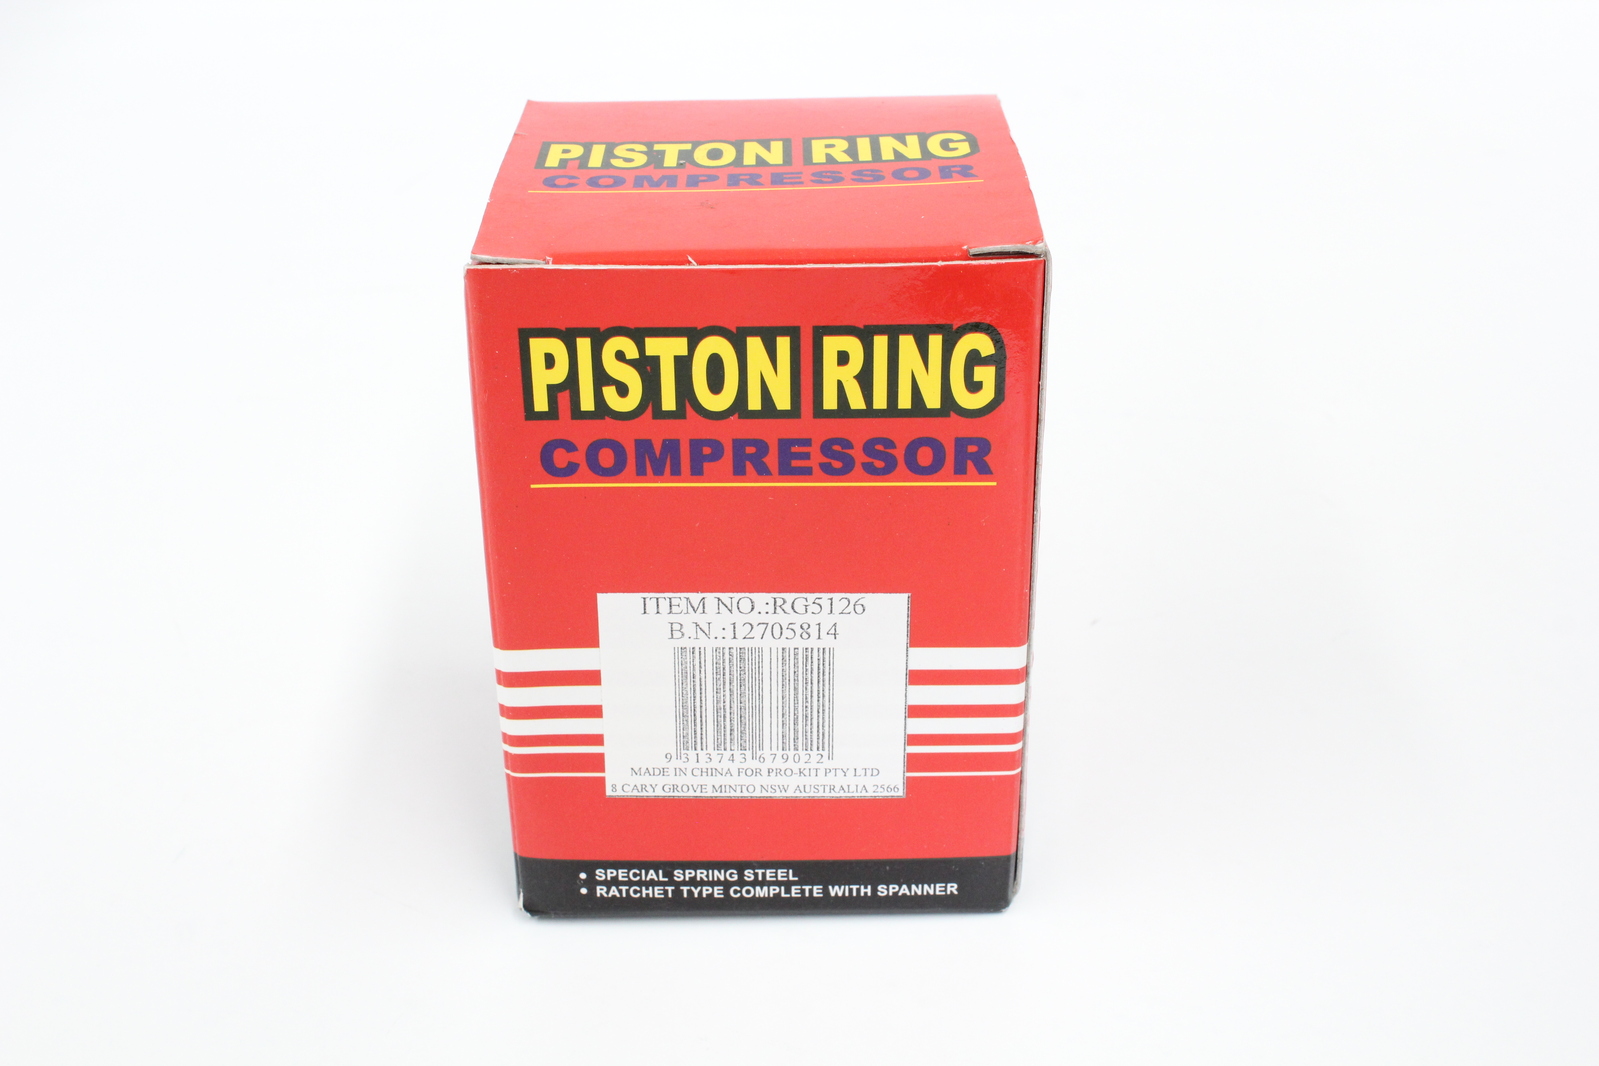 PISTON RING
COMPRESSOR
PISTON RING
COMPRESSOR
ITEM NO.:RG5126
B.N.:12705814
9 313743 679022
MADE IN CHINA FOR PRO-KIT PTY LTD
8 CARY GROVE MINTO NSW AUSTRALIA 2566
• SPECIAL SPRING STEEL
• RATCHET TYPE COMPLETE WITH SPANNER